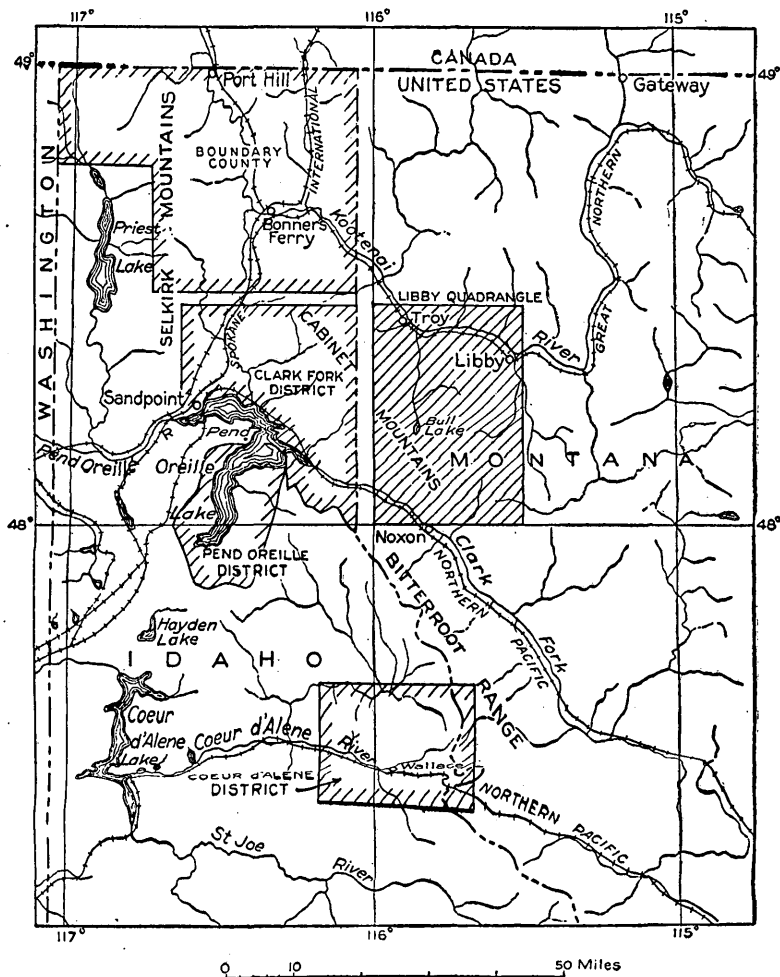 117° 116° 115°
49° CANADA 49°
UNITED STATES
Port Hill
Gateway
BOUNDARY
COUNTY
INTERNATIONAL
SELKIRK MOUNTAINS
WASHINGTON
NORTHERN
GREAT
Priest
Lake
Bonners
Ferry
Kootenai
River
LIBBY QUADRANGLE
Troy
Libby
SPOKANE
CABINET
MOUNTAINS
CLARK FORK
DISTRICT
Sandpoint
Bull
Lake
MONTANA
Pend Oreille R
Pend
Oreille
Lake
48° 48°
Noxon
Clark
Fork
NORTHERN
PACIFIC
PEND OREILLE
DISTRICT
BITTERROOT
RANGE
Hayden
Lake
IDAHO
Coeur
d'Alene
Lake
Coeur d'Alene
River
Wallace
COEUR D'ALENE
DISTRICT
NORTHERN
PACIFIC
St Joe
River
117° 116° 115°
0 10 50 Miles